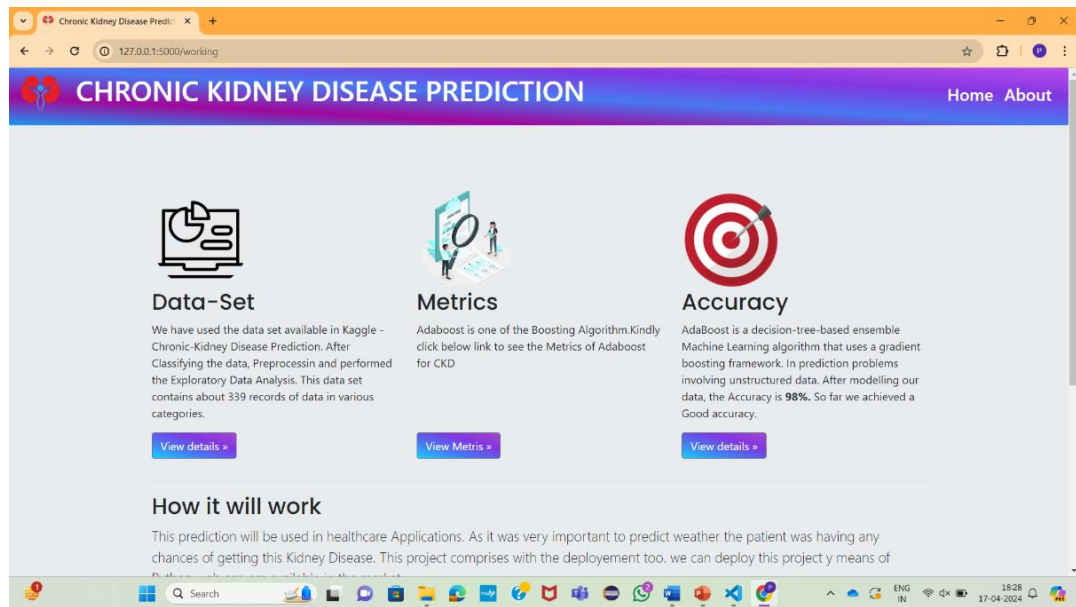 Chronic Kidney Disease Predic
127.0.0.1:5000/working
CHRONIC KIDNEY DISEASE PREDICTION
Home About
Data-Set
We have used the data set available in Kaggle -
Chronic-Kidney Disease Prediction. After
Classifying the data, Preprocessin and performed
the Exploratory Data Analysis. This data set
contains about 339 records of data in various
categories.
View details »
Metrics
Adaboost is one of the Boosting Algorithm.Kindly
click below link to see the Metrics of Adaboost
for CKD
View Metris »
Accuracy
AdaBoost is a decision-tree-based ensemble
Machine Learning algorithm that uses a gradient
boosting framework. In prediction problems
involving unstructured data. After modelling our
data, the Accuracy is 98%. So far we achieved a
Good accuracy.
View details »
How it will work
This prediction will be used in healthcare Applications. As it was very important to predict weather the patient was having any
chances of getting this Kidney Disease. This project comprises with the deployement too. we can deploy this project y means of
Search
ENG
IN
18:28
17-04-2024